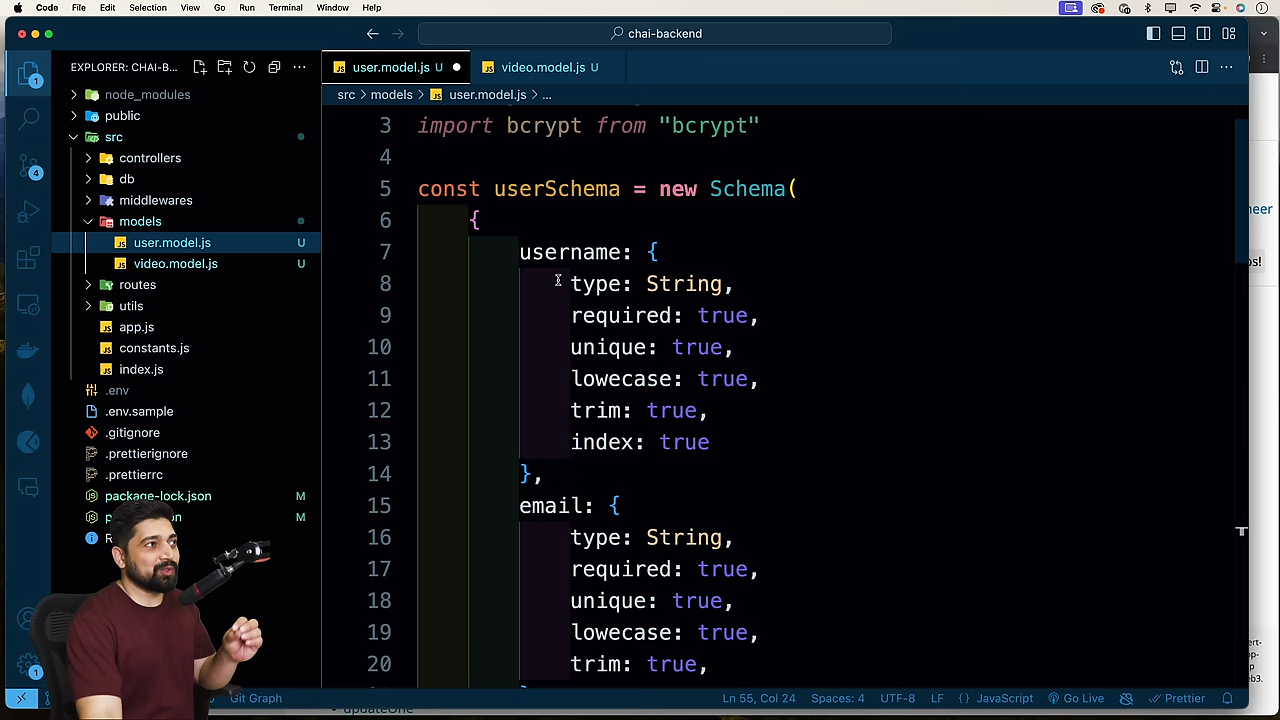 Code File Edit Selection View Go Run Terminal Window Help
chai-backend
EXPLORER: CHAI-B...
user.model.js U
video.model.js U
src > models > user.model.js > ...
node_modules
public
src
controllers
db
middlewares
models
user.model.js U
video.model.js U
routes
utils
app.js
constants.js
index.js
.env
.env.sample
.gitignore
.prettierignore
.prettierrc
package-lock.json M
M
1
4
1
3 import bcrypt from "bcrypt"
4
5 const userSchema = new Schema(
6 {
7 username: {
8 type: String,
9 required: true,
10 unique: true,
11 lowecase: true,
12 trim: true,
13 index: true
14 },
15 email: {
16 type: String,
17 required: true,
18 unique: true,
19 lowecase: true,
20 trim: true,
Git Graph
Ln 55, Col 24 Spaces: 4 UTF-8 LF {} JavaScript Go Live Prettier
updateOne